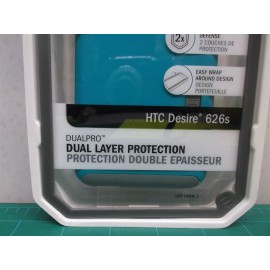 2x
DEFENSE
2 COUCHES DE
PROTECTION
EASY WRAP
AROUND DESIGN
DESIGN
PORTEFEUILLE
HTC Desire® 626s
DUALPRO™
DUAL LAYER PROTECTION
PROTECTION DOUBLE EPAISSEUR